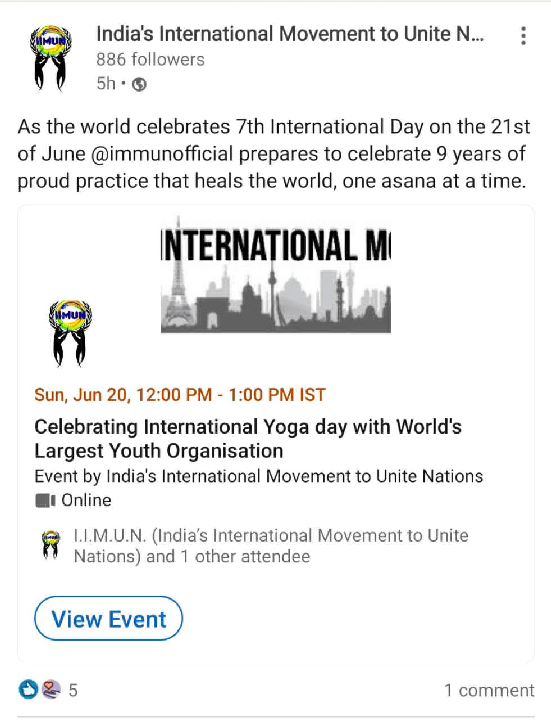 India's International Movement to Unite N...
886 followers
5h •
As the world celebrates 7th International Day on the 21st
of June @immunofficial prepares to celebrate 9 years of
proud practice that heals the world, one asana at a time.
INTERNATIONAL M
IIMUN
Sun, Jun 20, 12:00 PM - 1:00 PM IST
Celebrating International Yoga day with World's
Largest Youth Organisation
Event by India's International Movement to Unite Nations
Online
I.I.M.U.N. (India's International Movement to Unite
Nations) and 1 other attendee
View Event
5
1 comment